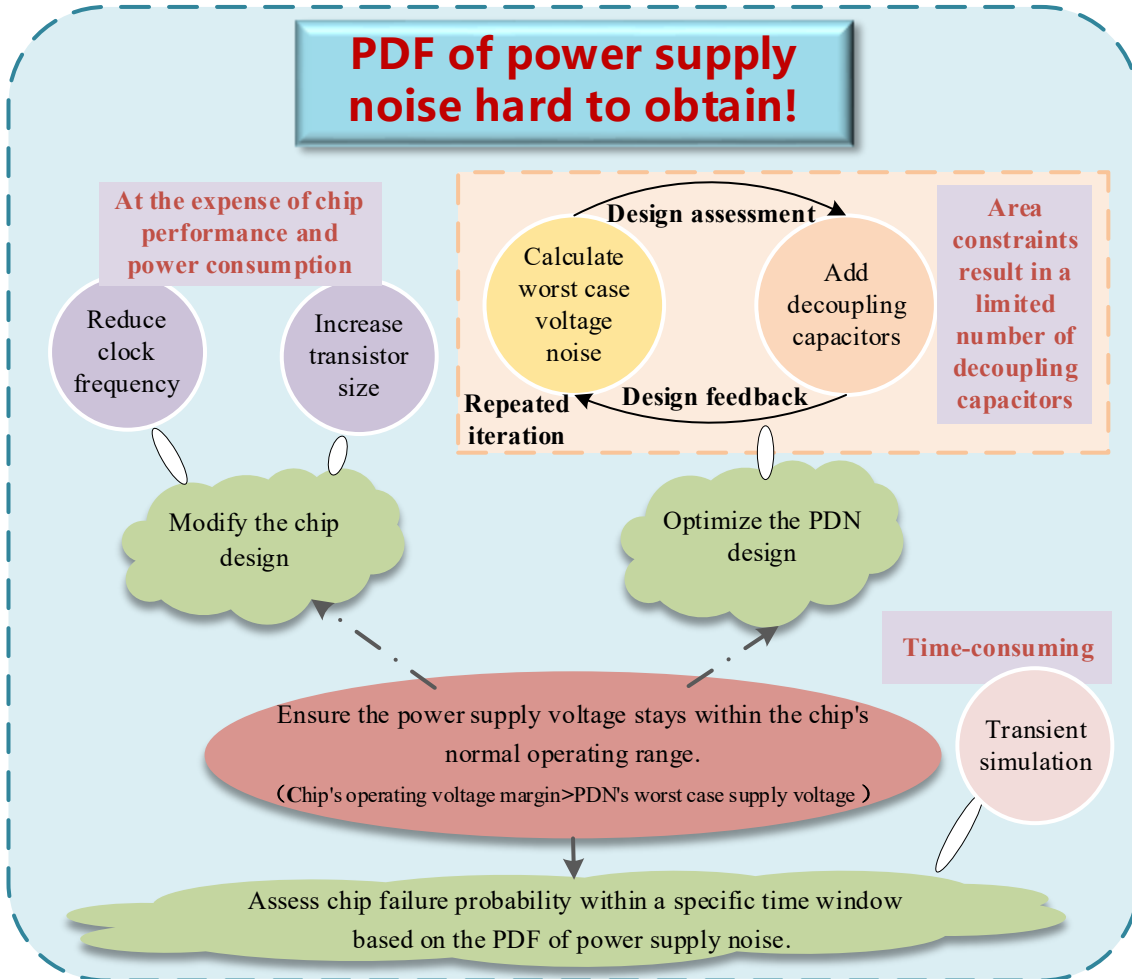 PDF of power supply
noise hard to obtain!
At the expense of chip
performance and
power consumption
Reduce
clock
frequency
Increase
transistor
size
Design assessment
Calculate
worst case
voltage
noise
Add
decoupling
capacitors
Design feedback
Repeated
iteration
Area
constraints
result in a
limited
number of
decoupling
capacitors
Modify the chip
design
Optimize the PDN
design
Time-consuming
Transient
simulation
Ensure the power supply voltage stays within the chip's
normal operating range.
（Chip's operating voltage margin>PDN's worst case supply voltage）
Assess chip failure probability within a specific time window
based on the PDF of power supply noise.